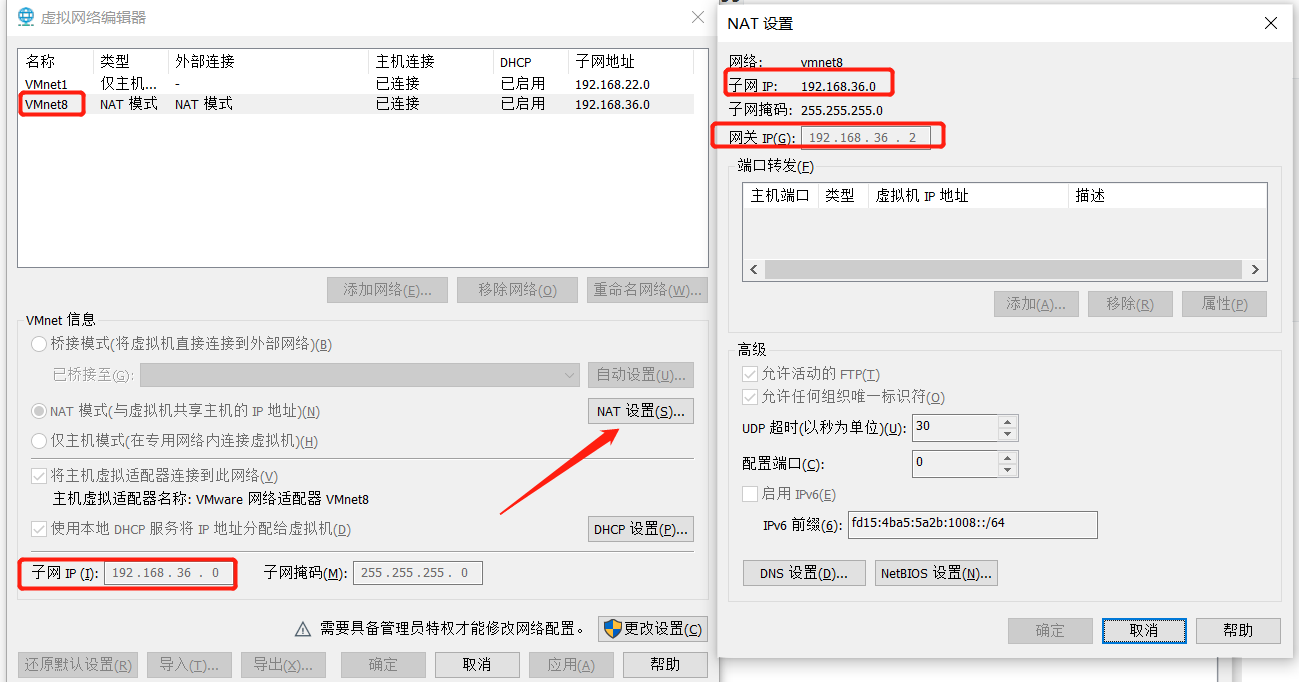 虚拟网络编辑器
名称 类型 外部连接 主机连接 DHCP 子网地址
VMnet1 仅主机... - 已连接 已启用 192.168.22.0
VMnet8 NAT 模式 NAT 模式 已连接 已启用 192.168.36.0
添加网络(E)... 移除网络(O) 重命名网络(W)...
VMnet 信息
桥接模式(将虚拟机直接连接到外部网络)(B)
已桥接至(G): 自动设置(U)...
NAT 模式(与虚拟机共享主机的 IP 地址)(N) NAT 设置(S)...
仅主机模式(在专用网络内连接虚拟机)(H)
将主机虚拟适配器连接到此网络(V)
主机虚拟适配器名称: VMware 网络适配器 VMnet8
使用本地 DHCP 服务将 IP 地址分配给虚拟机(D) DHCP 设置(P)...
子网 IP (I): 192.168.36.0 子网掩码(M): 255.255.255.0
需要具备管理员特权才能修改网络配置。 更改设置(C)
还原默认设置(R) 导入(T)... 导出(X)... 确定 取消 应用(A) 帮助
NAT 设置
网络: vmnet8
子网 IP: 192.168.36.0
子网掩码: 255.255.255.0
网关 IP(G): 192.168.36.2
端口转发(F)
主机端口 类型 虚拟机 IP 地址 描述
添加(A)... 移除(R) 属性(P)
高级
允许活动的 FTP(T)
允许任何组织唯一标识符(O)
UDP 超时(以秒为单位)(U): 30
配置端口(C): 0
启用 IPv6(E)
IPv6 前缀(6): fd15:4ba5:5a2b:1008::/64
DNS 设置(D)... NetBIOS 设置(N)...
确定 取消 帮助